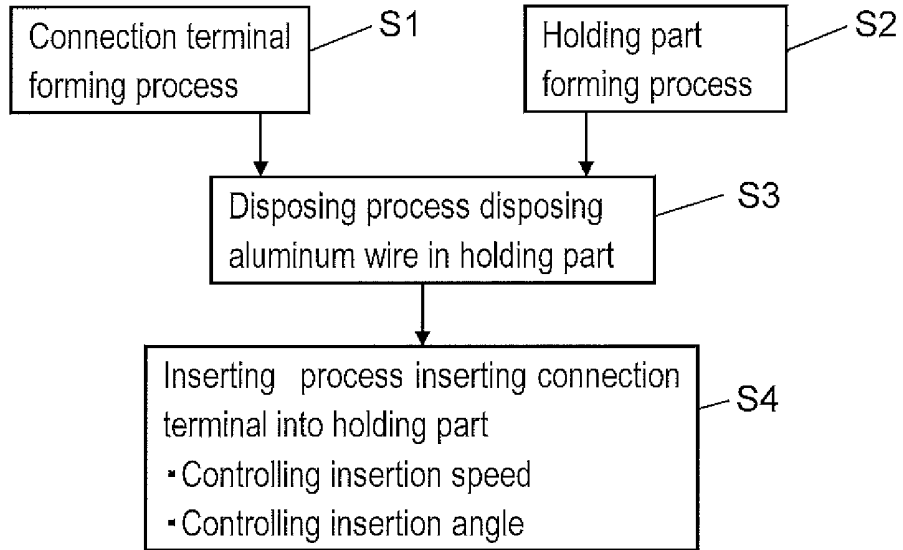 Connection terminal
forming process
S1
Holding part
forming process
S2
Disposing process disposing
aluminum wire in holding part
S3
Inserting process inserting connection
terminal into holding part
・Controlling insertion speed
・Controlling insertion angle
S4